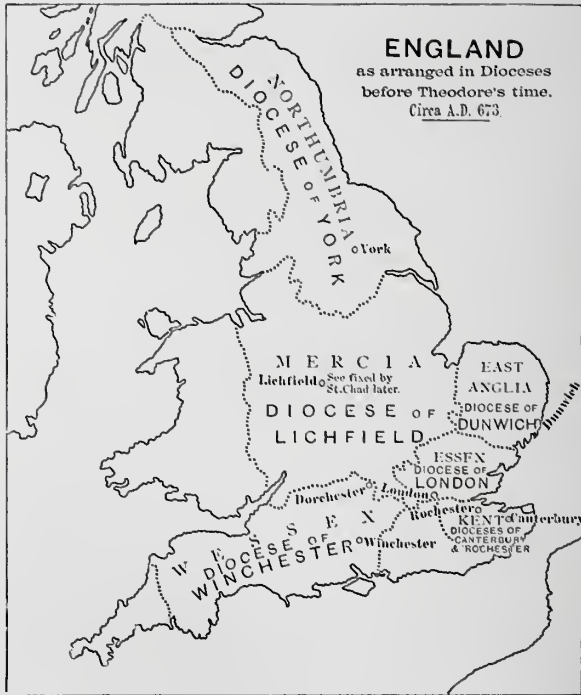 ENGLAND
as arranged in Dioceses
before Theodore's time.
Circa A.D. 673.
NORTHUMBRIA
DIOCESE OF YORK
York
MERCIA
Lichfield
See fixed by
St. Chad later.
DIOCESE OF
LICHFIELD
EAST
ANGLIA
DIOCESE OF
DUNWICH
Dunwich
ESSEX
DIOCESE OF
LONDON
Dorchester
London
Rochester
KENT
Canterbury
DIOCESES OF
CANTERBURY
& ROCHESTER
WESSEX
DIOCESE OF
WINCHESTER
Winchester